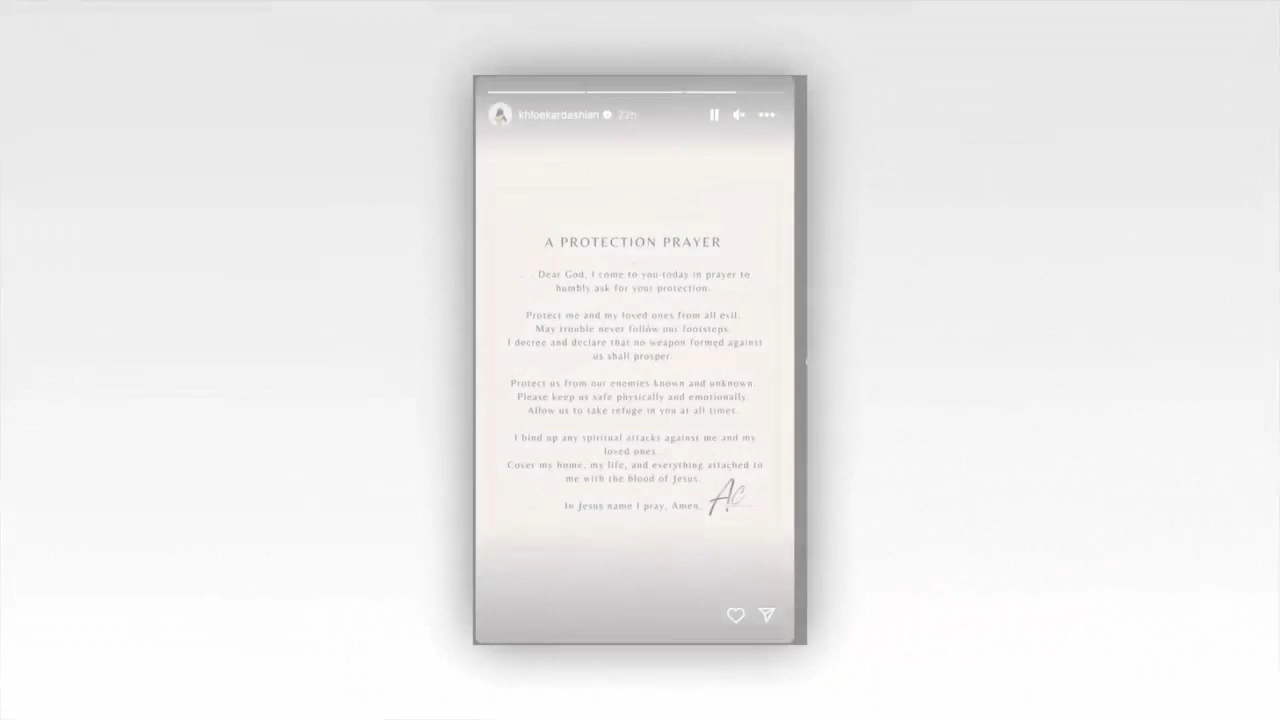 khloekardashian 22h
A PROTECTION PRAYER
Dear God, I come to you today in prayer to
humbly ask for your protection.
Protect me and my loved ones from all evil.
May trouble never follow our footsteps.
I decree and declare that no weapon formed against
us shall prosper.
Protect us from our enemies known and unknown.
Please keep us safe physically and emotionally.
Allow us to take refuge in you at all times.
I bind up any spiritual attacks against me and my
loved ones.
Cover my home, my life, and everything attached to
me with the blood of Jesus.
In Jesus name I pray, Amen.
AC